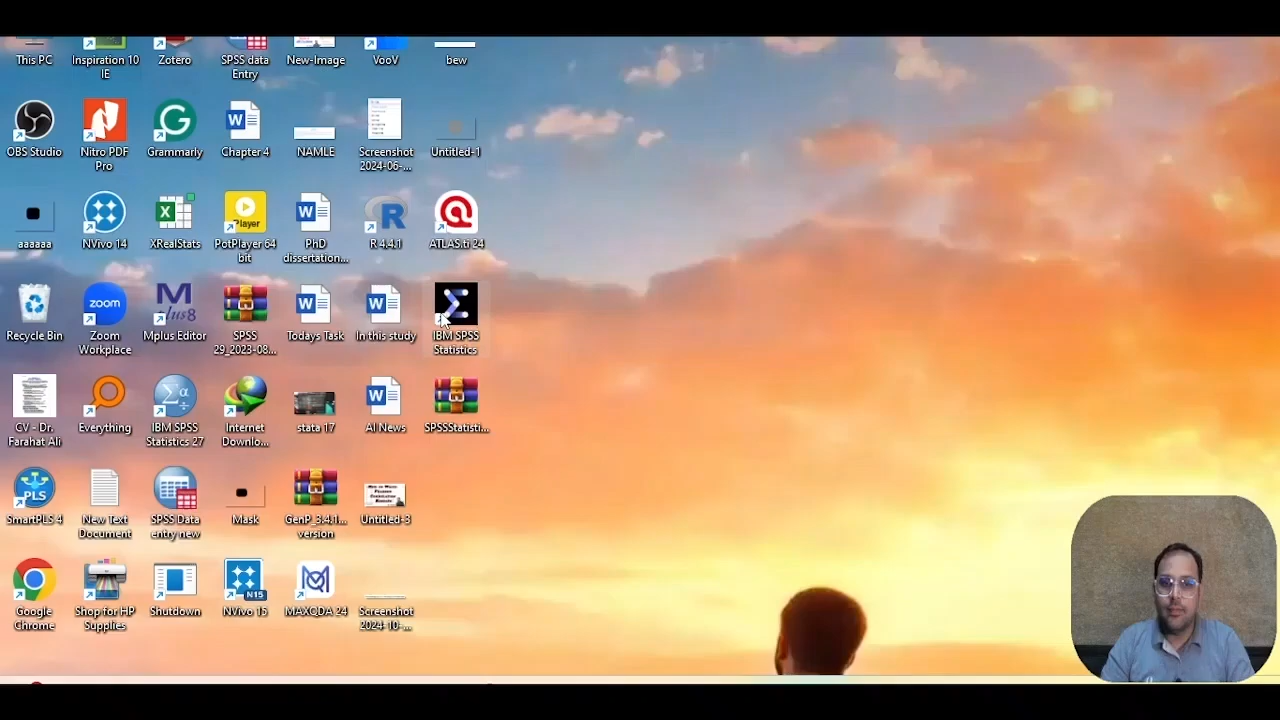 This PC
Inspiration 10
IE
Zotero
SPSS data
Entry
New-Image
VooV
bew
OBS Studio
Nitro PDF
Pro
Grammarly
Chapter 4
NAMLE
Screenshot
2024-06-...
Untitled-1
aaaaaa
NVivo 14
XRealStats
Player
PotPlayer 64
bit
PhD
dissertation...
R 4.4.1
ATLAS.ti 24
Recycle Bin
zoom
Zoom
Workplace
Mplus8
Mplus Editor
SPSS
29_2023-08...
Todays Task
In this study
IBM SPSS
Statistics
CV - Dr.
Farahat Ali
Everything
IBM SPSS
Statistics 27
Internet
Downlo...
stata 17
AI News
SPSSStatisti...
PLS
SmartPLS 4
New Text
Document
SPSS Data
entry new
Mask
GenP_3.4.1...
version
Untitled-3
Google
Chrome
Shop for HP
Supplies
Shutdown
N15
NVivo 15
MAXQDA 24
Screenshot
2024-10-...